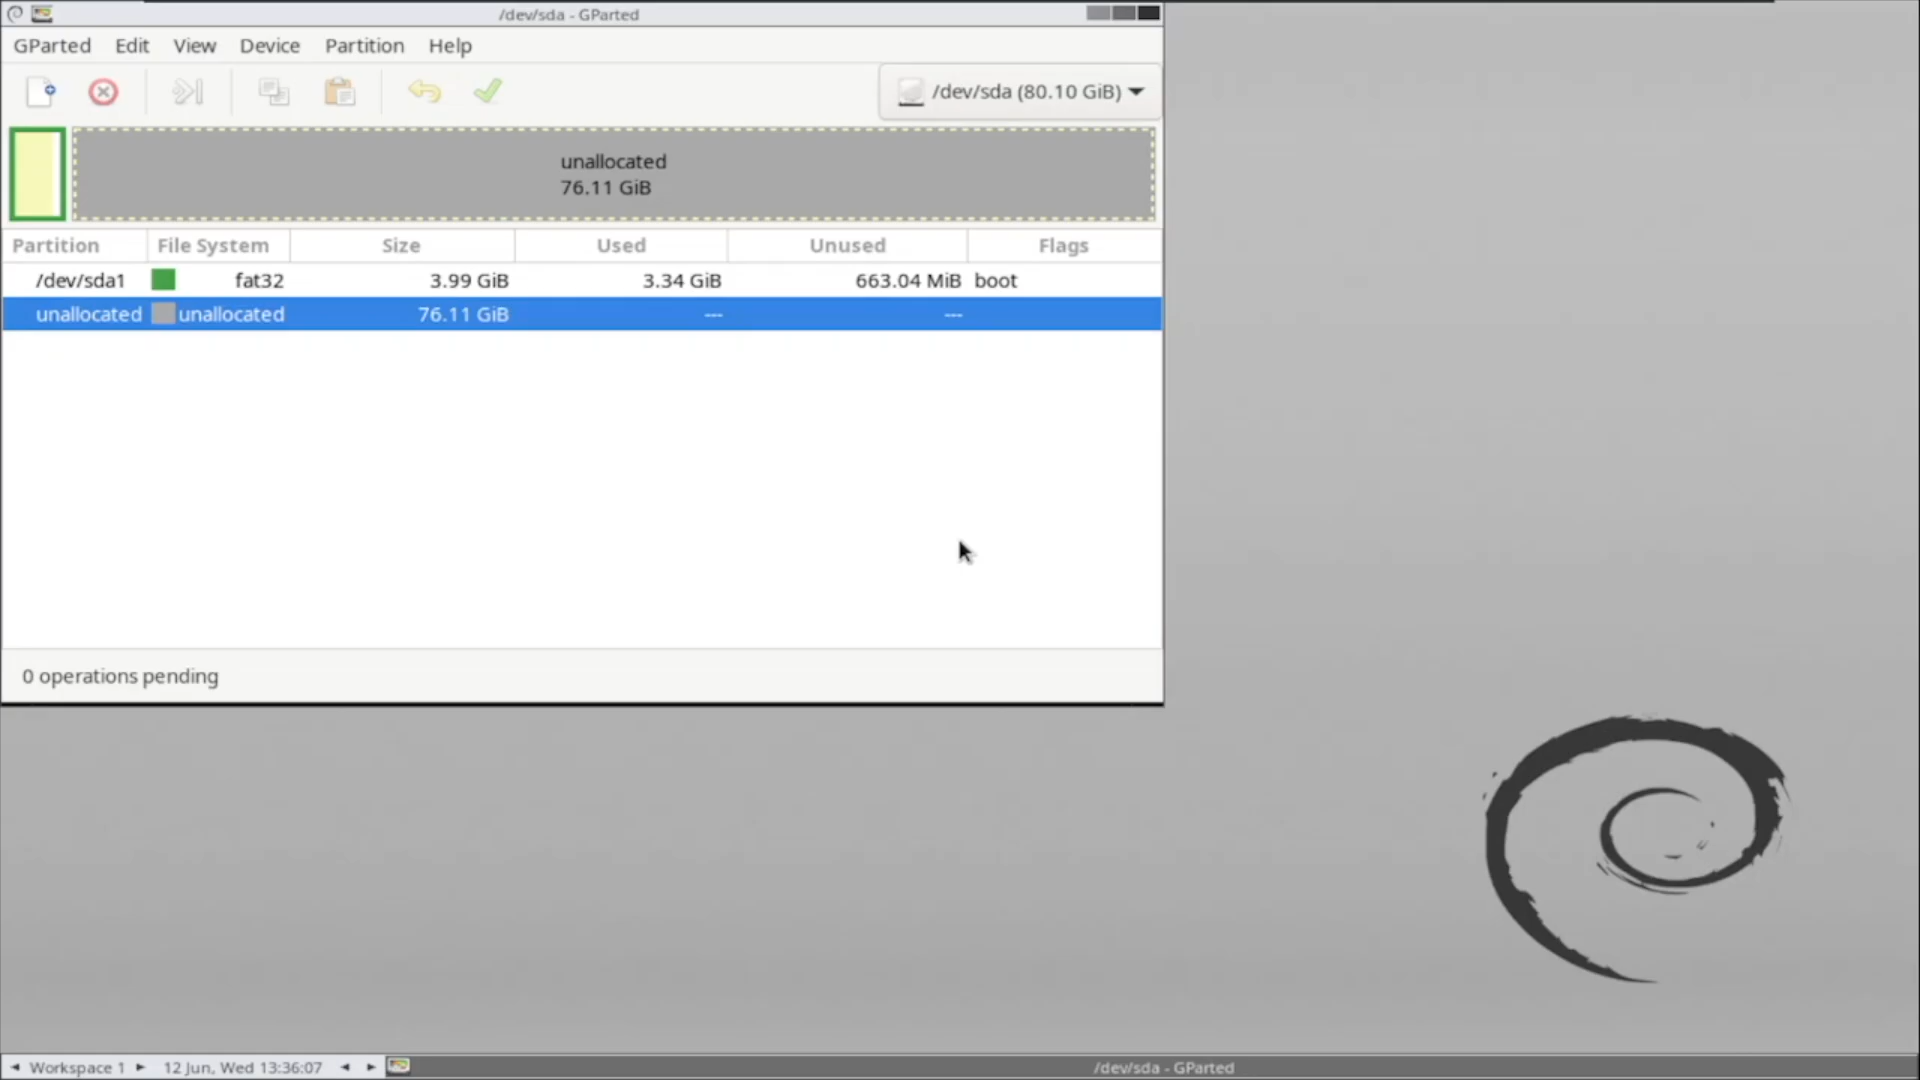 /dev/sda - GParted
GParted Edit View Device Partition Help
/dev/sda (80.10 GiB)
unallocated
76.11 GiB
Partition File System Size Used Unused Flags
/dev/sda1 fat32 3.99 GiB 3.34 GiB 663.04 MiB boot
unallocated unallocated 76.11 GiB --- ---
0 operations pending
Workspace 1 12 Jun, Wed 13:36:07 /dev/sda - GParted